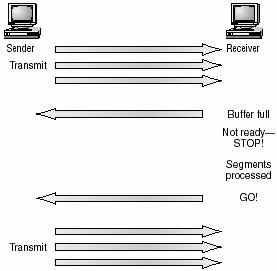 Sender
Receiver
Transmit
Buffer full
Not ready—
STOP!
Segments
processed
GO!
Transmit